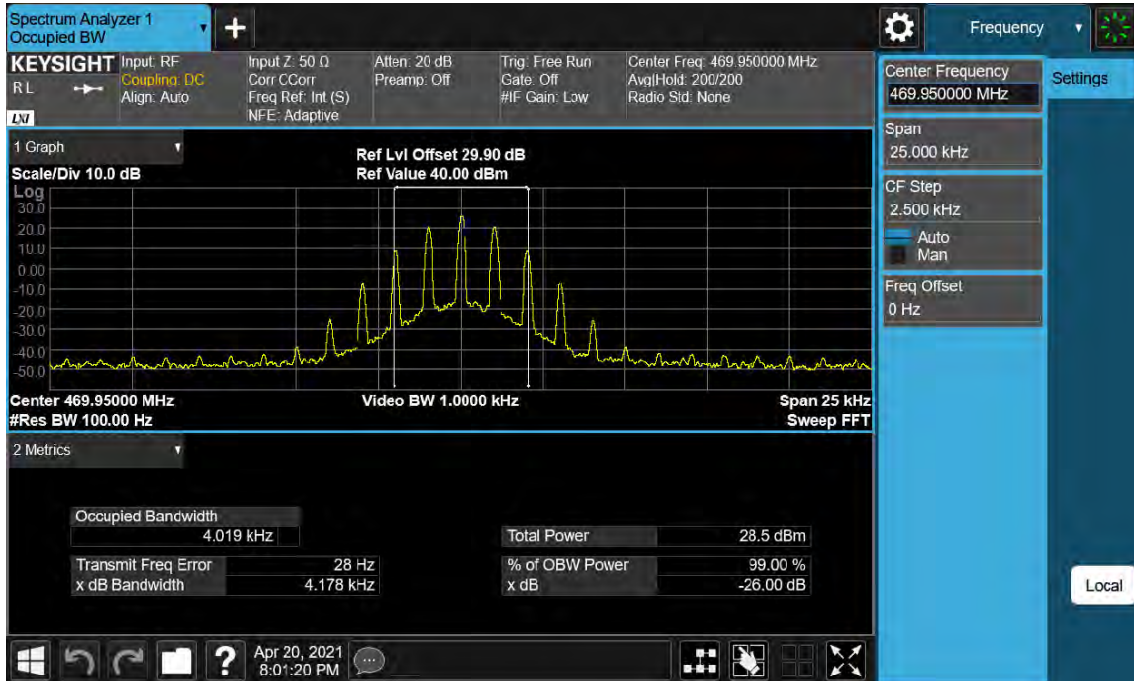 Spectrum Analyzer 1
Occupied BW
+
Frequency
KEYSIGHT
R L
LXI
Input: RF
Coupling: DC
Align: Auto
Input Z: 50 Ω
Corr CCorr
Freq Ref: Int (S)
NFE: Adaptive
Atten: 20 dB
Preamp: Off
Trig: Free Run
Gate: Off
#IF Gain: Low
Center Freq: 469.950000 MHz
Avg|Hold: 200/200
Radio Std: None
Center Frequency
469.950000 MHz
Settings
Span
25.000 kHz
CF Step
2.500 kHz
Auto
Man
Freq Offset
0 Hz
Local
1 Graph
Scale/Div 10.0 dB
Ref Lvl Offset 29.90 dB
Ref Value 40.00 dBm
Log
30.0
20.0
10.0
0.00
-10.0
-20.0
-30.0
-40.0
-50.0
Center 469.95000 MHz
#Res BW 100.00 Hz
Video BW 1.0000 kHz
Span 25 kHz
Sweep FFT
2 Metrics
Occupied Bandwidth
4.019 kHz
Total Power 28.5 dBm
Transmit Freq Error 28 Hz
% of OBW Power 99.00 %
x dB Bandwidth 4.178 kHz
x dB -26.00 dB
?
Apr 20, 2021
8:01:20 PM